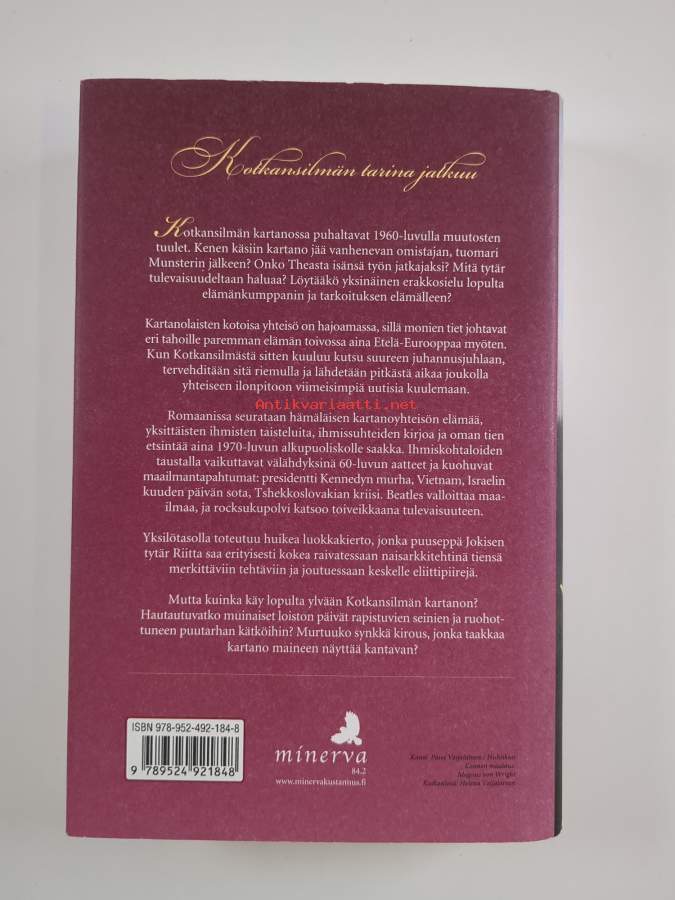 Kotkansilmän tarina jatkuu
Kotkansilmän kartanossa puhaltavat 1960-luvulla muutosten
tuulet. Kenen käsiin kartano jää vanhenevan omistajan, tuomari
Munsterin jälkeen? Onko Theasta isänsä työn jatkajaksi? Mitä tytär
tulevaisuudeltaan haluaa? Löytääkö yksinäinen erakkosielu lopulta
elämänkumppanin ja tarkoituksen elämälleen?
Kartanolaisten kotoisa yhteisö on hajoamassa, sillä monien tiet johtavat
eri tahoille paremman elämän toivossa aina Etelä-Eurooppaa myöten.
Kun Kotkansilmästä sitten kuuluu kutsu suureen juhannusjuhlaan,
tervehditään sitä riemulla ja lähdetään pitkästä aikaa joukolla
yhteiseen ilonpitoon viimeisimpiä uutisia kuulemaan.
Antikvariaatti.net
Romaanissa seurataan hämäläisen kartanoyhteisön elämää,
yksittäisten ihmisten taisteluita, ihmissuhteiden kirjoja ja oman tien
etsintää aina 1970-luvun alkupuoliskolle saakka. Ihmiskohtaloiden
taustalla vaikuttavat välähdyksinä 60-luvun aatteet ja kuohuvat
maailmantapahtumat: presidentti Kennedyn murha, Vietnam, Israelin
kuuden päivän sota, Tshekkoslovakian kriisi. Beatles valloittaa maa-
ilmaa, ja rocksukupolvi katsoo toiveikkaana tulevaisuuteen.
Yksilötasolla toteutuu huikea luokkakierto, jonka puuseppä Jokisen
tytär Riitta saa erityisesti kokea raivatessaan naisarkkitehtinä tiensä
merkittäviin tehtäviin ja joutuessaan keskelle eliittipiirejä.
Mutta kuinka käy lopulta ylvään Kotkansilmän kartanon?
Hautautuvatko muinaiset loiston päivät rapistuvien seinien ja ruohot-
tuneen puutarhan kätköihin? Murtuuko synkkä kirous, jonka taakkaa
kartano maineen näyttää kantavan?
ISBN 978-952-492-184-8
9 789524 921848
minerva
84.2
www.minervakustannus.fi
Kansi: Taittopalvelu
Magnus von Wright